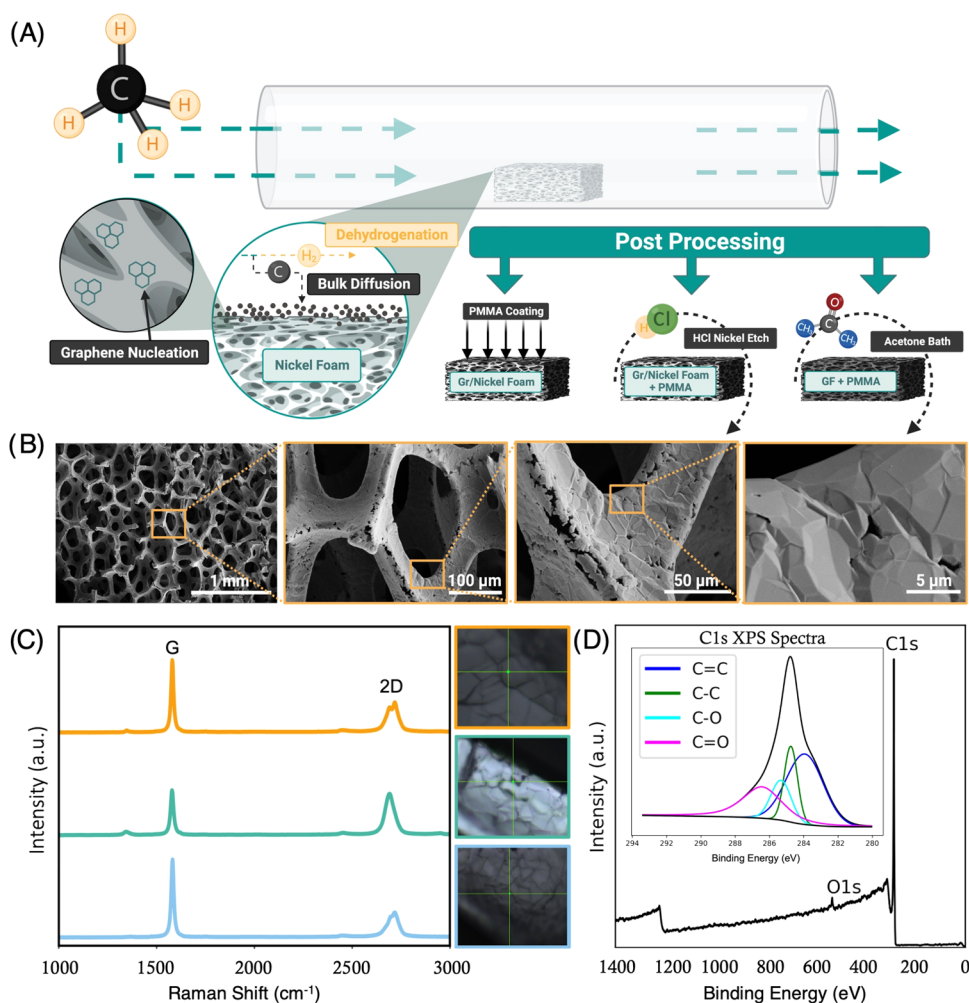 (A)
H
C
H
H
H
Dehydrogenation
H₂
C
Bulk Diffusion
Graphene Nucleation
Nickel Foam
Post Processing
PMMA Coating
Gr/Nickel Foam
H
Cl
HCl Nickel Etch
Gr/Nickel Foam
+ PMMA
O
C
CH₃
CH₃
Acetone Bath
GF + PMMA
(B)
1 mm
100 µm
50 µm
5 µm
(C)
G
2D
Intensity (a.u.)
1000
1500
2000
2500
3000
Raman Shift (cm⁻¹)
(D)
C1s XPS Spectra
C=C
C-C
C-O
C=O
294 292 290 288 286 284 282 280
Binding Energy (eV)
C1s
O1s
Intensity (a.u.)
1400 1200 1000 800 600 400 200 0
Binding Energy (eV)